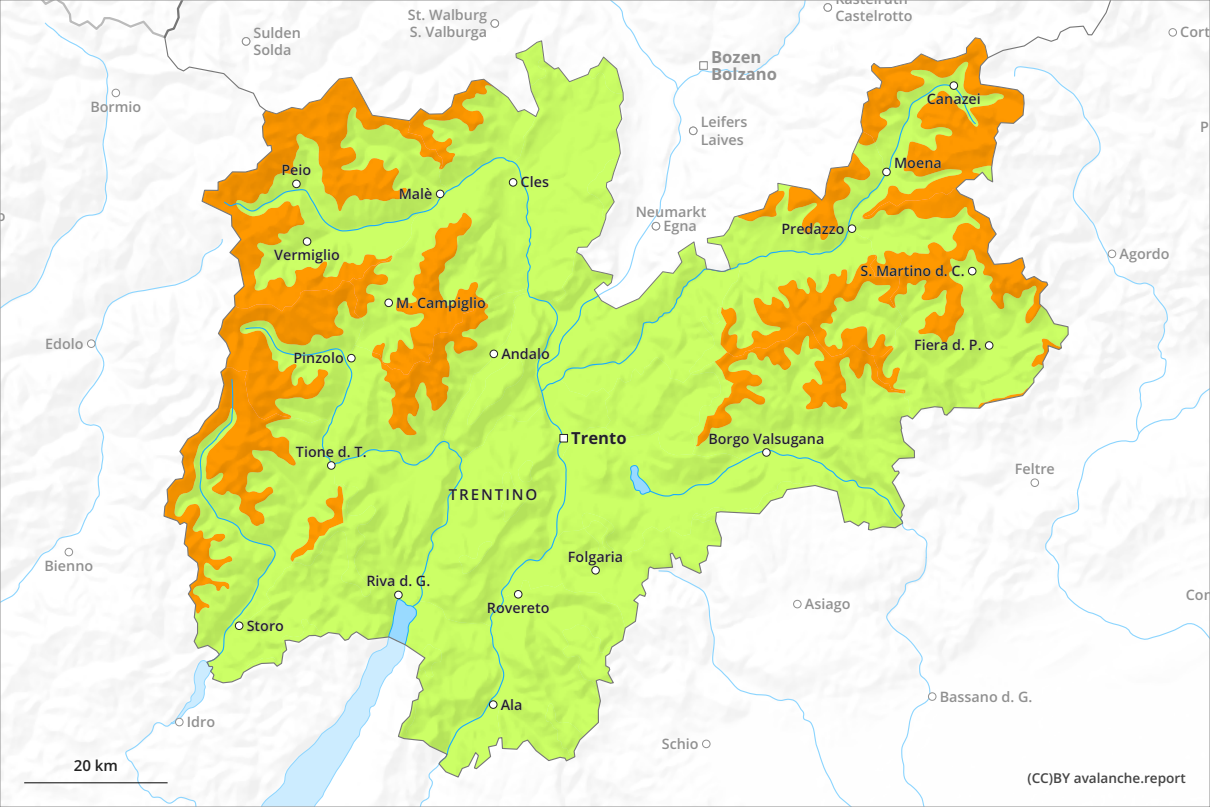 St. Walburg
S. Valburga
Kastelruth
Castelrotto
Sulden
Solda
Cort
Bozen
Bolzano
Bormio
Canazei
Leifers
Laives
P
Moena
Peio
Malè
Cles
Neumarkt
Egna
Predazzo
Vermiglio
Agordo
S. Martino d. C.
M. Campiglio
Edolo
Pinzolo
Andalo
Fiera d. P.
Trento
Borgo Valsugana
Tione d. T.
Feltre
TRENTINO
Bienno
Folgaria
Riva d. G.
Cor
Rovereto
Asiago
Storo
Bassano d. G.
Ala
Idro
Schio
20 km
(CC)BY avalanche.report